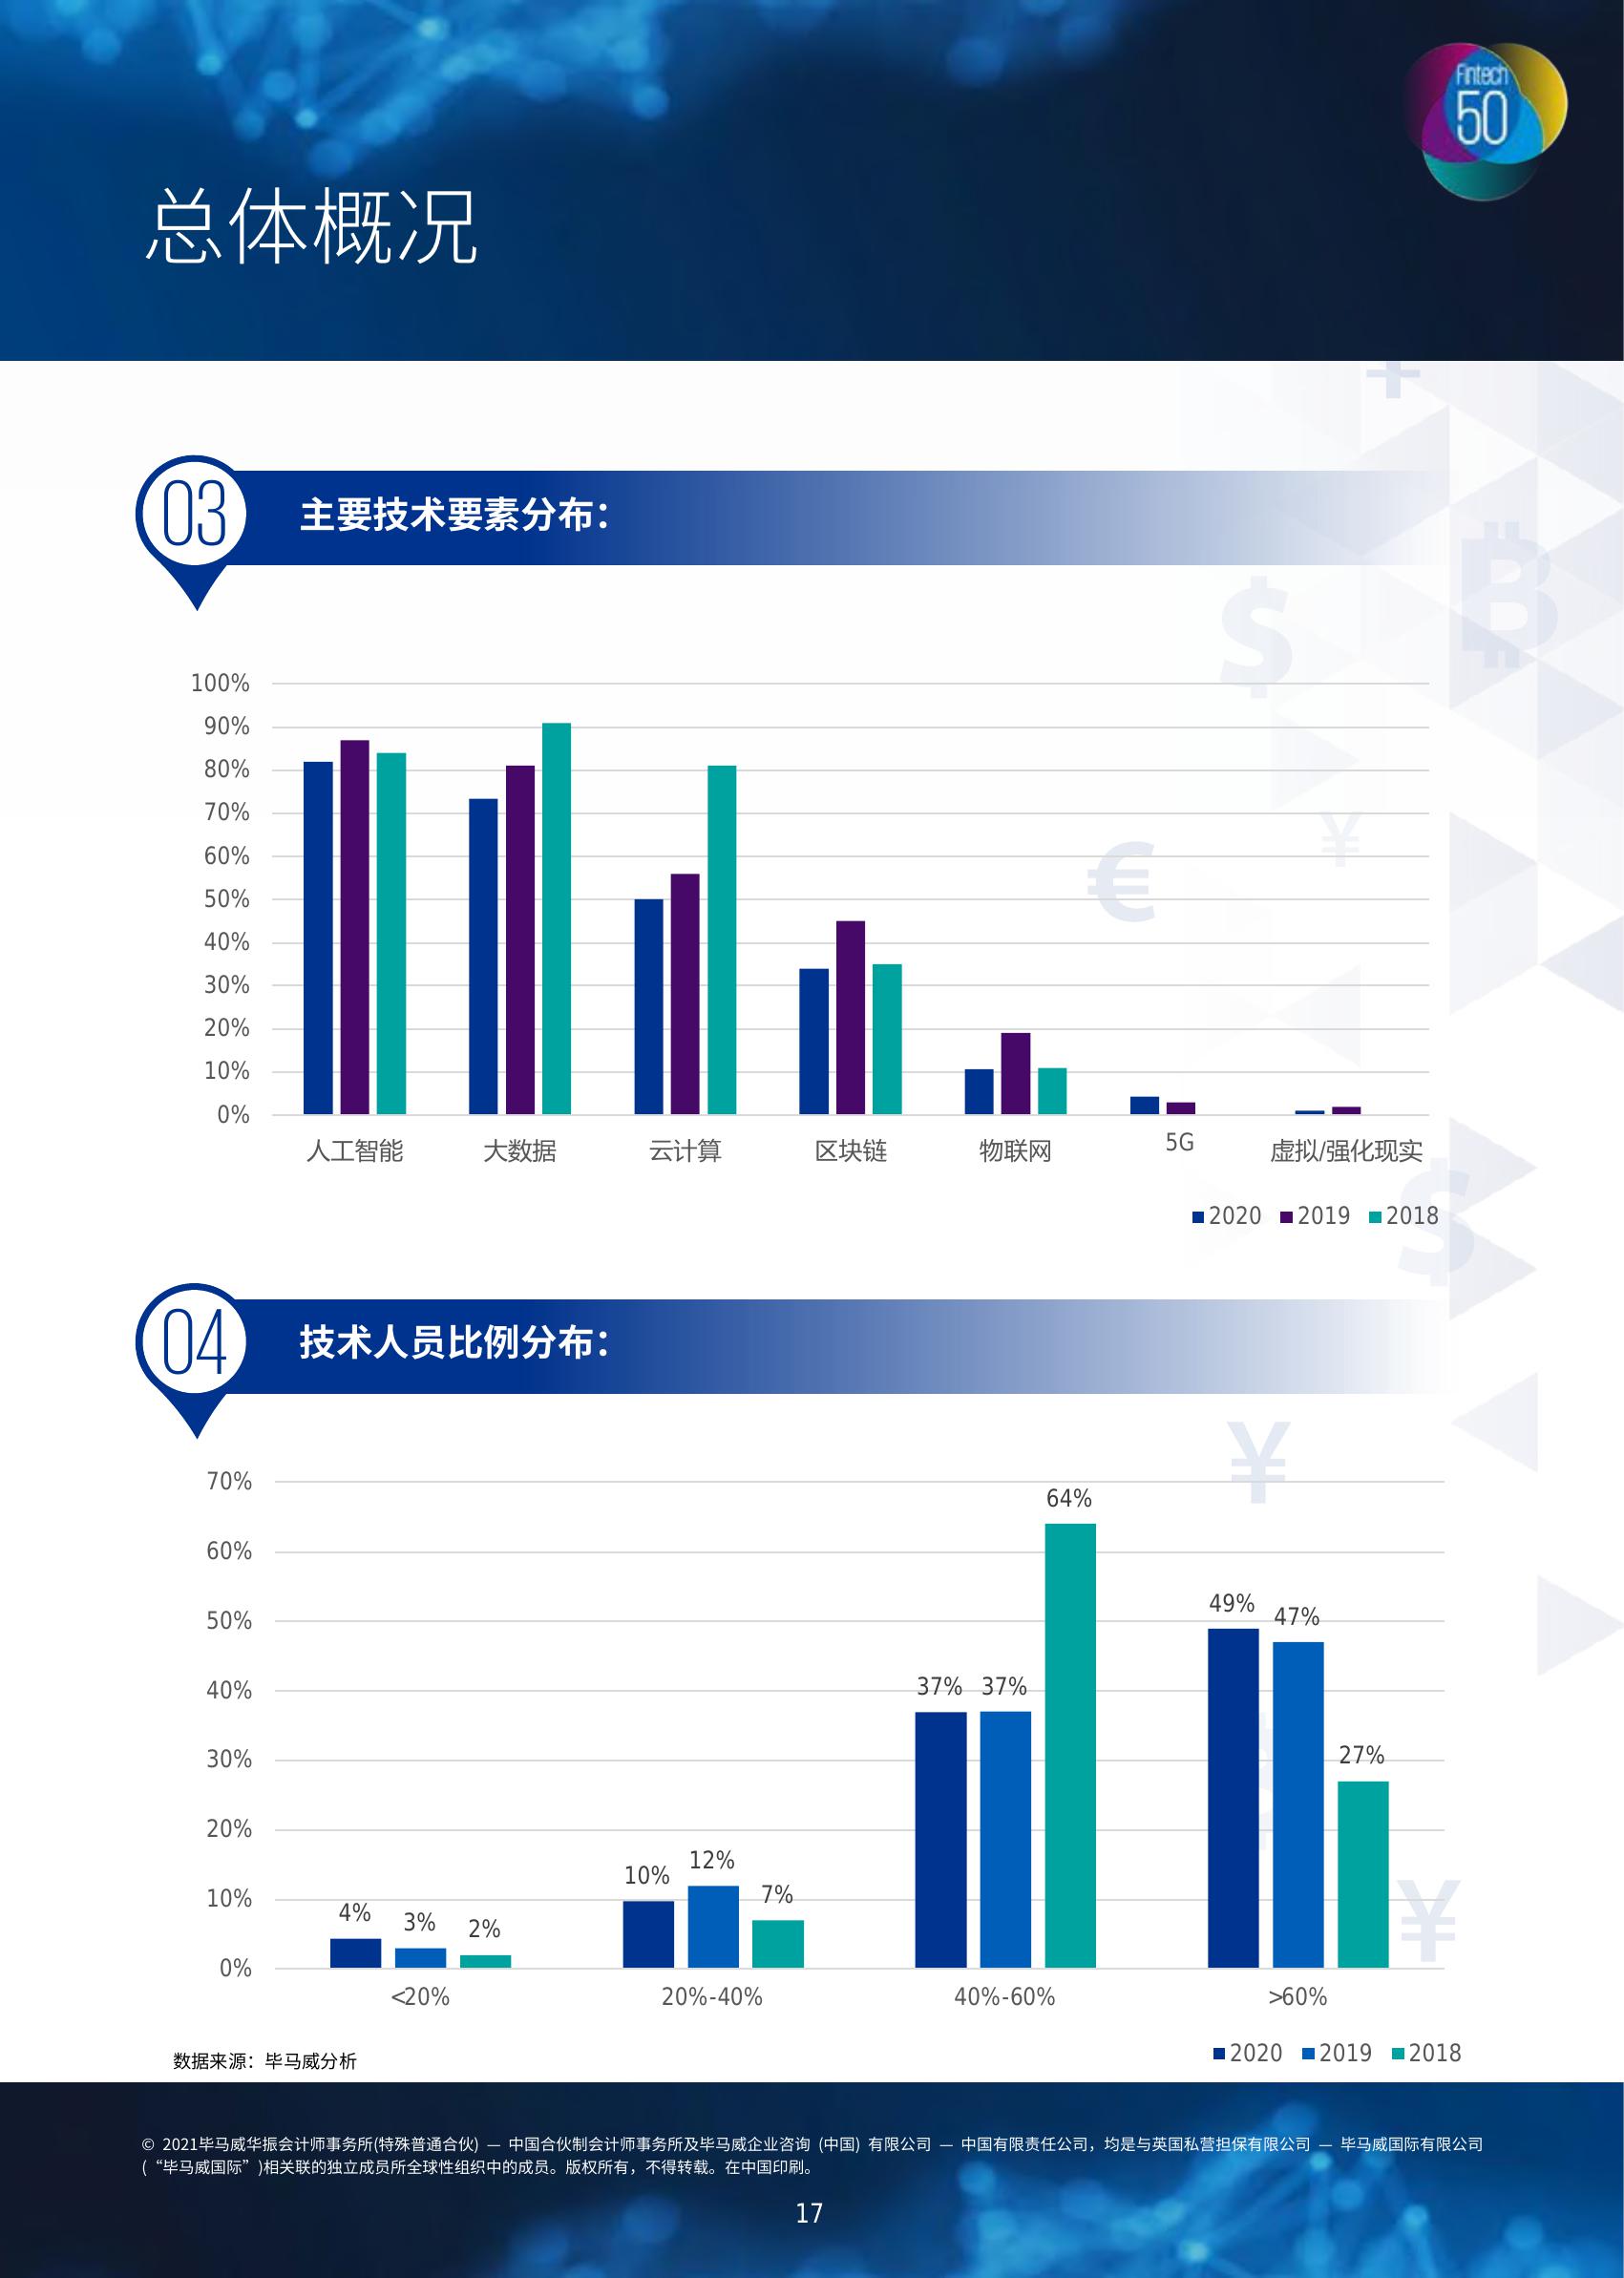 Fintech
50
总体概况
03
主要技术要素分布：
100%
90%
80%
70%
60%
50%
40%
30%
20%
10%
0%
人工智能 大数据 云计算 区块链 物联网 5G 虚拟/强化现实
2020 2019 2018
04
技术人员比例分布：
70%
64%
60%
50%
49% 47%
40%
37% 37%
30%
27%
20%
10% 12% 7%
10%
4% 3% 2%
0%
<20% 20%-40% 40%-60% >60%
2020 2019 2018
数据来源：毕马威分析
© 2021毕马威华振会计师事务所(特殊普通合伙) — 中国合伙制会计师事务所及毕马威企业咨询 (中国) 有限公司 — 中国有限责任公司，均是与英国私营担保有限公司 — 毕马威国际有限公司
(“毕马威国际”)相关联的独立成员所全球性组织中的成员。版权所有，不得转载。在中国印刷。
17